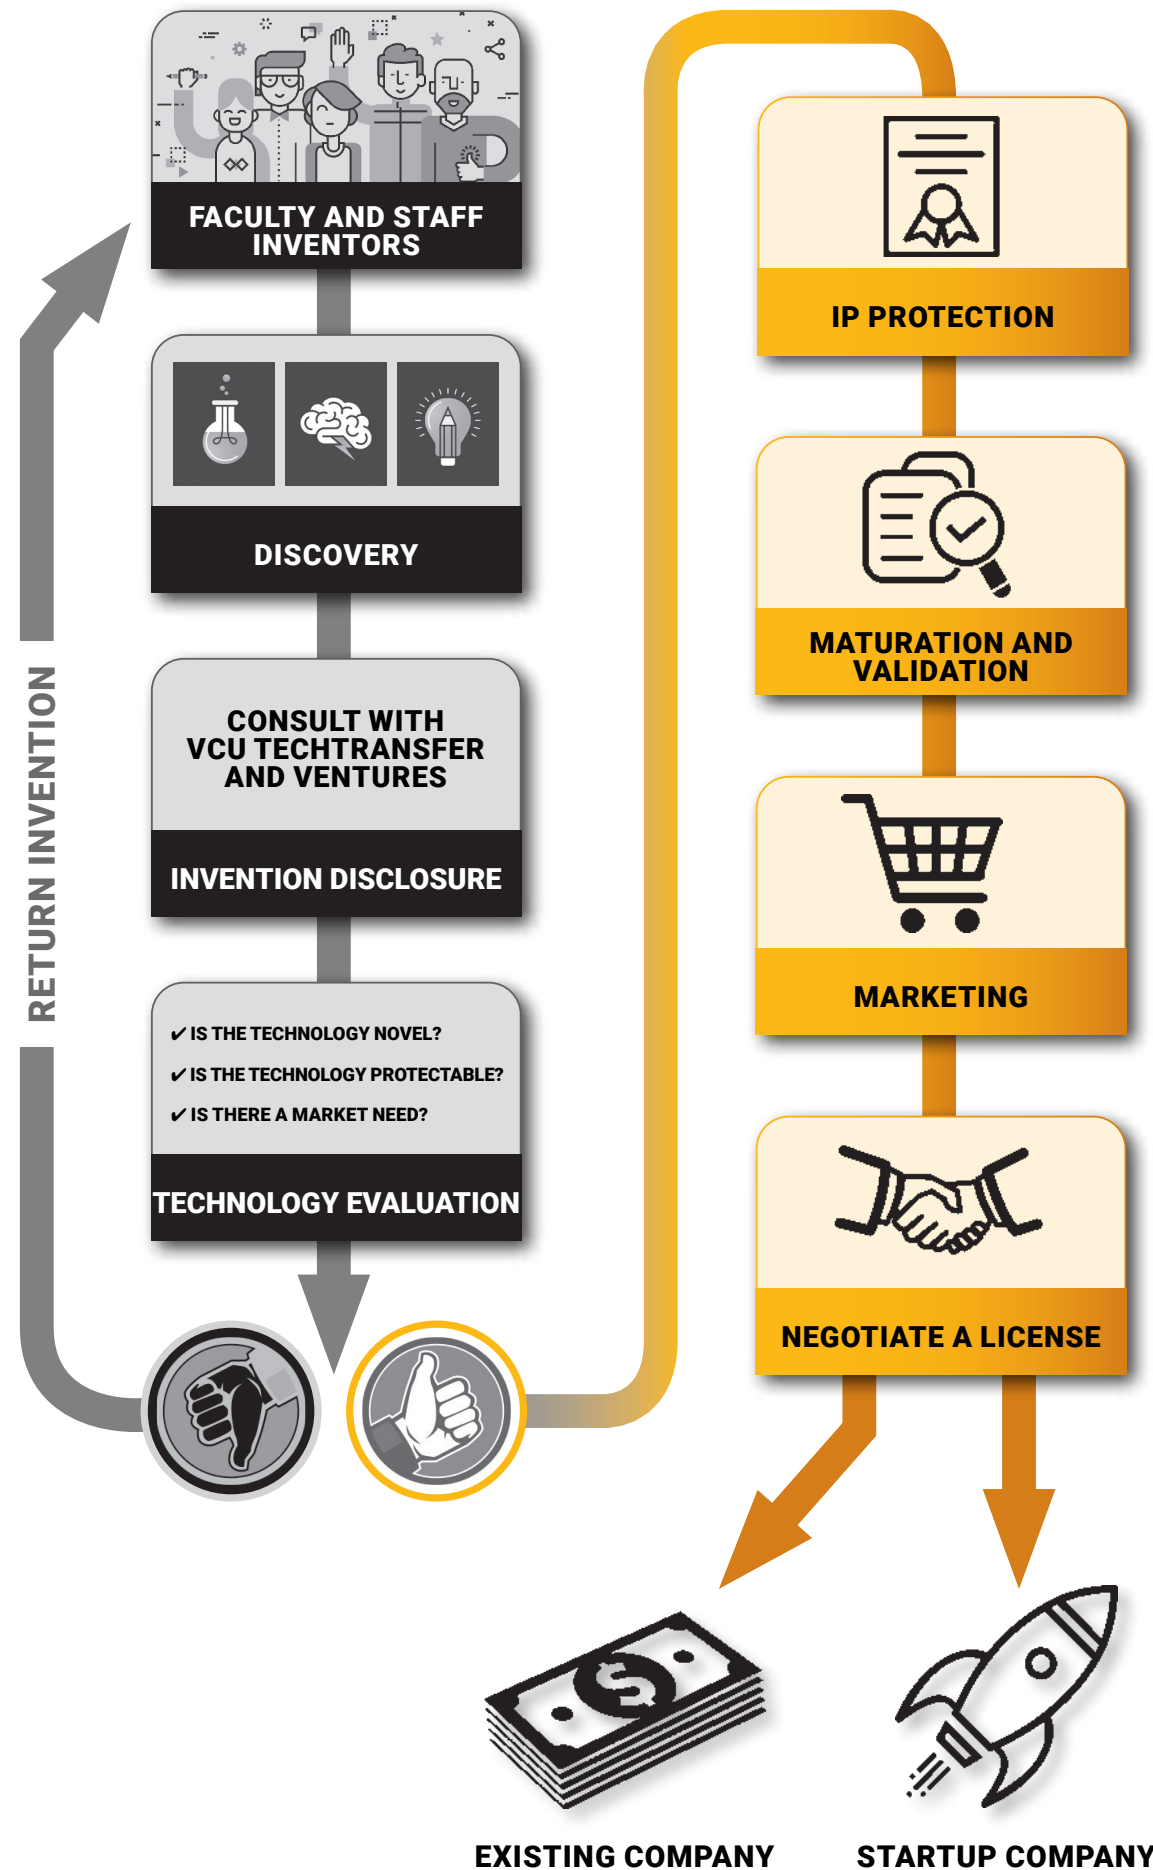 FACULTY AND STAFF
INVENTORS
DISCOVERY
CONSULT WITH
VCU TECHTRANSFER
AND VENTURES
INVENTION DISCLOSURE
✔ IS THE TECHNOLOGY NOVEL?
✔ IS THE TECHNOLOGY PROTECTABLE?
✔ IS THERE A MARKET NEED?
TECHNOLOGY EVALUATION
RETURN INVENTION
IP PROTECTION
MATURATION AND
VALIDATION
MARKETING
NEGOTIATE A LICENSE
$
EXISTING COMPANY
STARTUP COMPANY